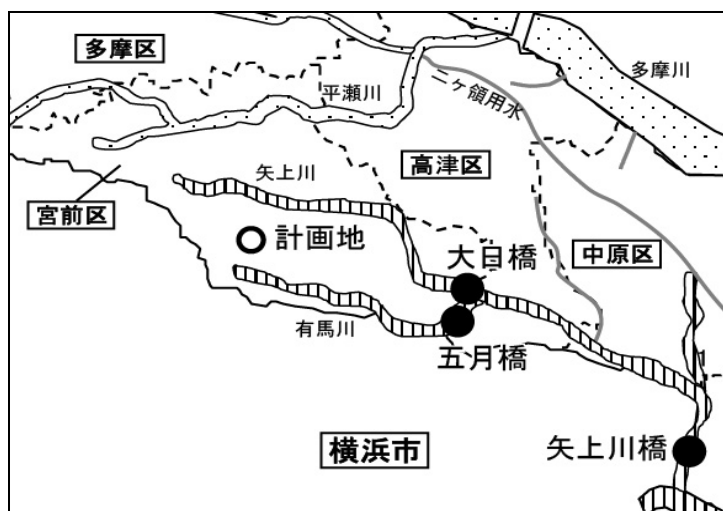 多摩区
多摩川
平瀬川
二ヶ領用水
高津区
矢上川
宮前区
計画地
大日橋
中原区
有馬川
五月橋
横浜市
矢上川橋